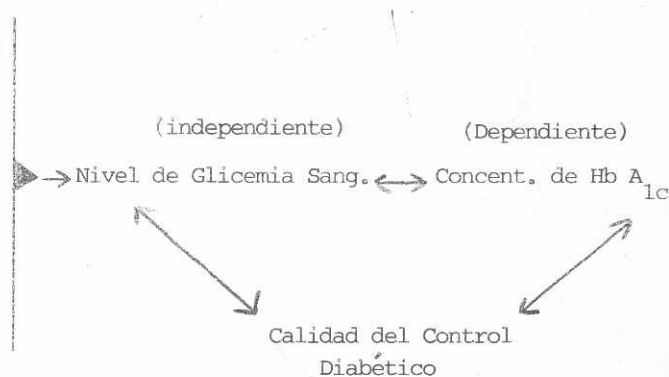 (independiente) (Dependiente)
Nivel de Glicemia Sang. Concent. de Hb A1c
Calidad del Control
Diabético